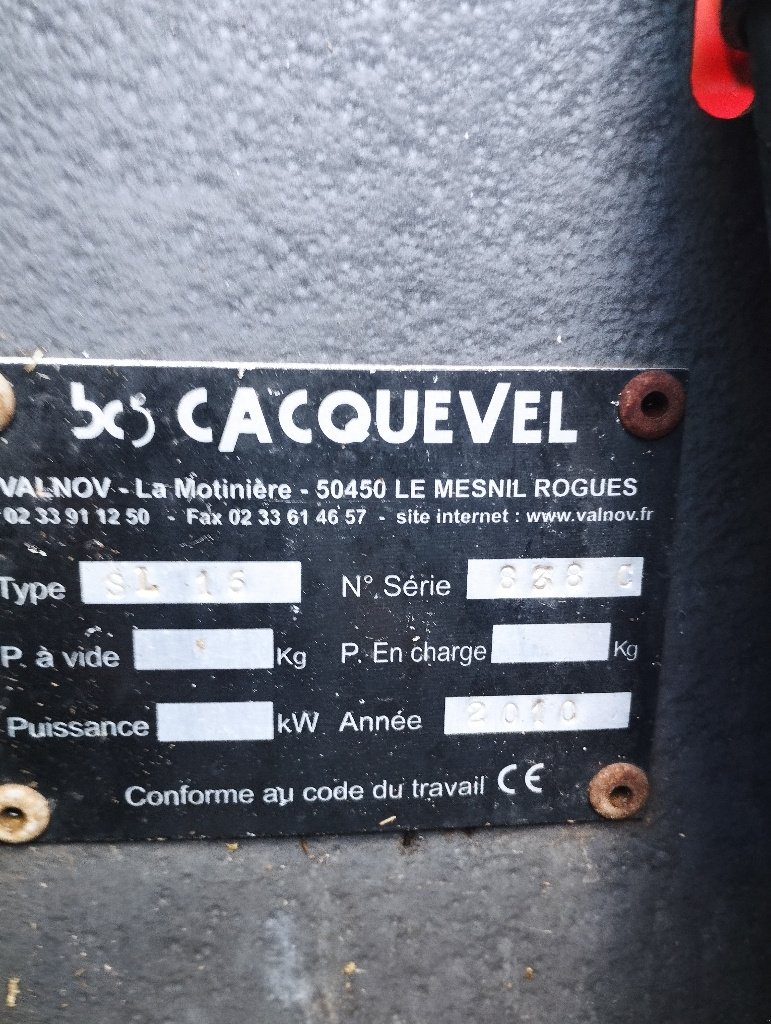 bcs CACQUEVEL
VALNOV - La Motinière - 50450 LE MESNIL ROGUES
02 33 91 12 50 - Fax 02 33 61 46 57 - site internet : www.valnov.fr
Type SL 16 N° Série 838 C
P. à vide Kg P. En charge Kg
Puissance kW Année 2010
Conforme au code du travail CE